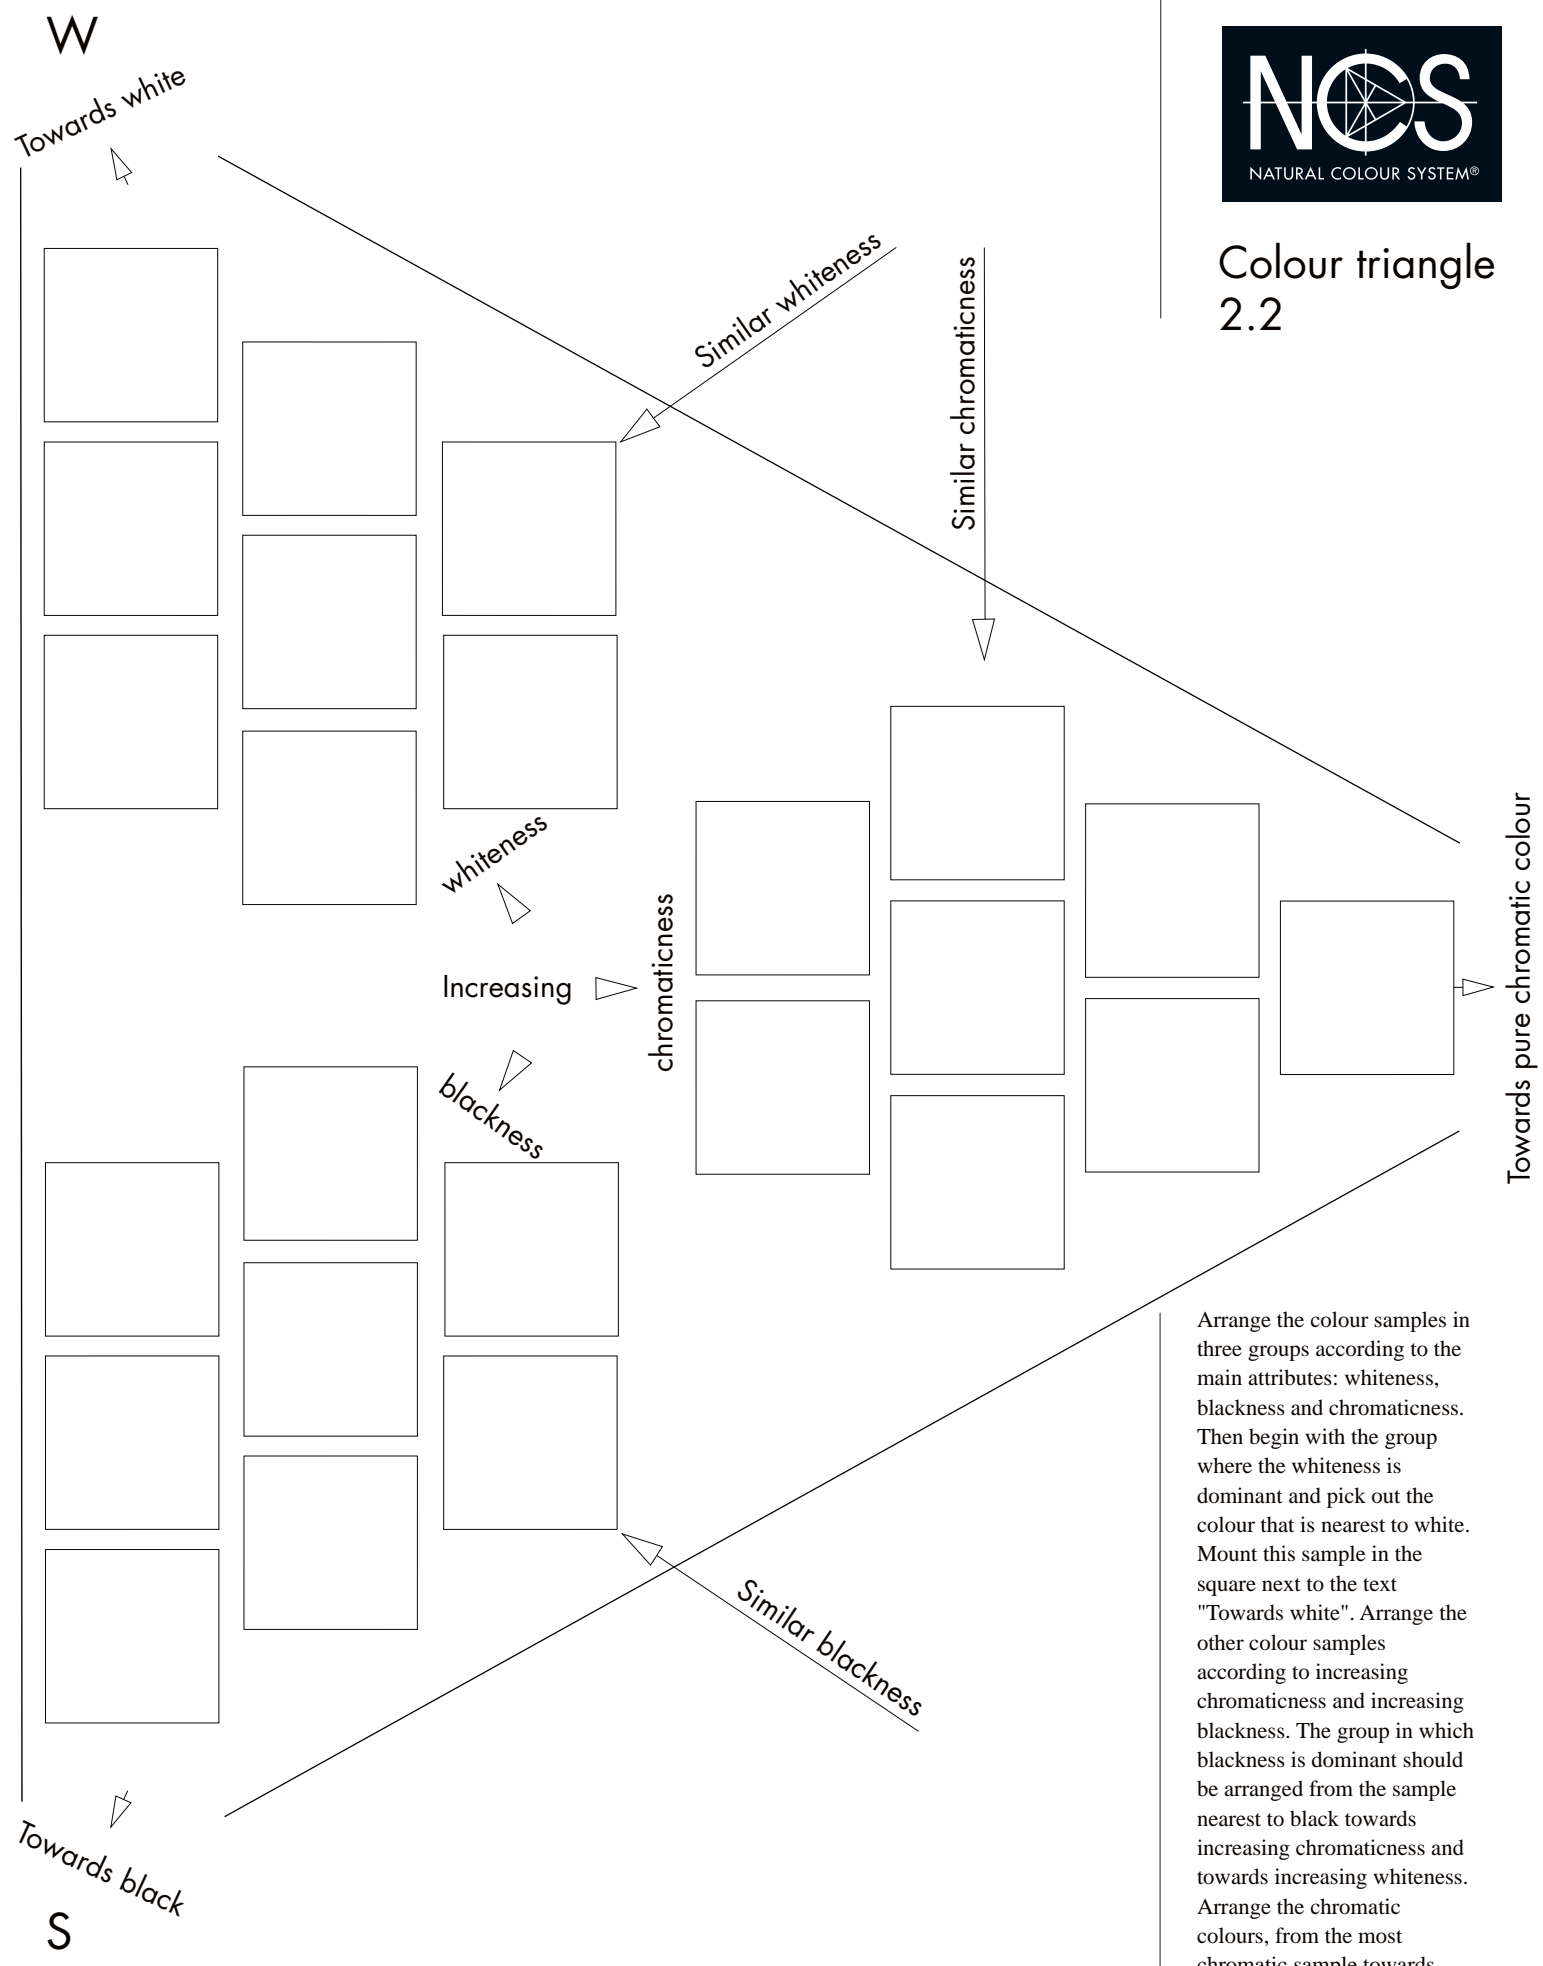 W
Towards white
NCS
NATURAL COLOUR SYSTEM®
Colour triangle
2.2
Similar whiteness
Similar chromaticness
whiteness
Increasing
chromaticness
blackness
Towards pure chromatic colour
Similar blackness
Towards black
S
Arrange the colour samples in
three groups according to the
main attributes: whiteness,
blackness and chromaticness.
Then begin with the group
where the whiteness is
dominant and pick out the
colour that is nearest to white.
Mount this sample in the
square next to the text
"Towards white". Arrange the
other colour samples
according to increasing
chromaticness and increasing
blackness. The group in which
blackness is dominant should
be arranged from the sample
nearest to black towards
increasing chromaticness and
towards increasing whiteness.
Arrange the chromatic
colours, from the most
chromatic sample towards